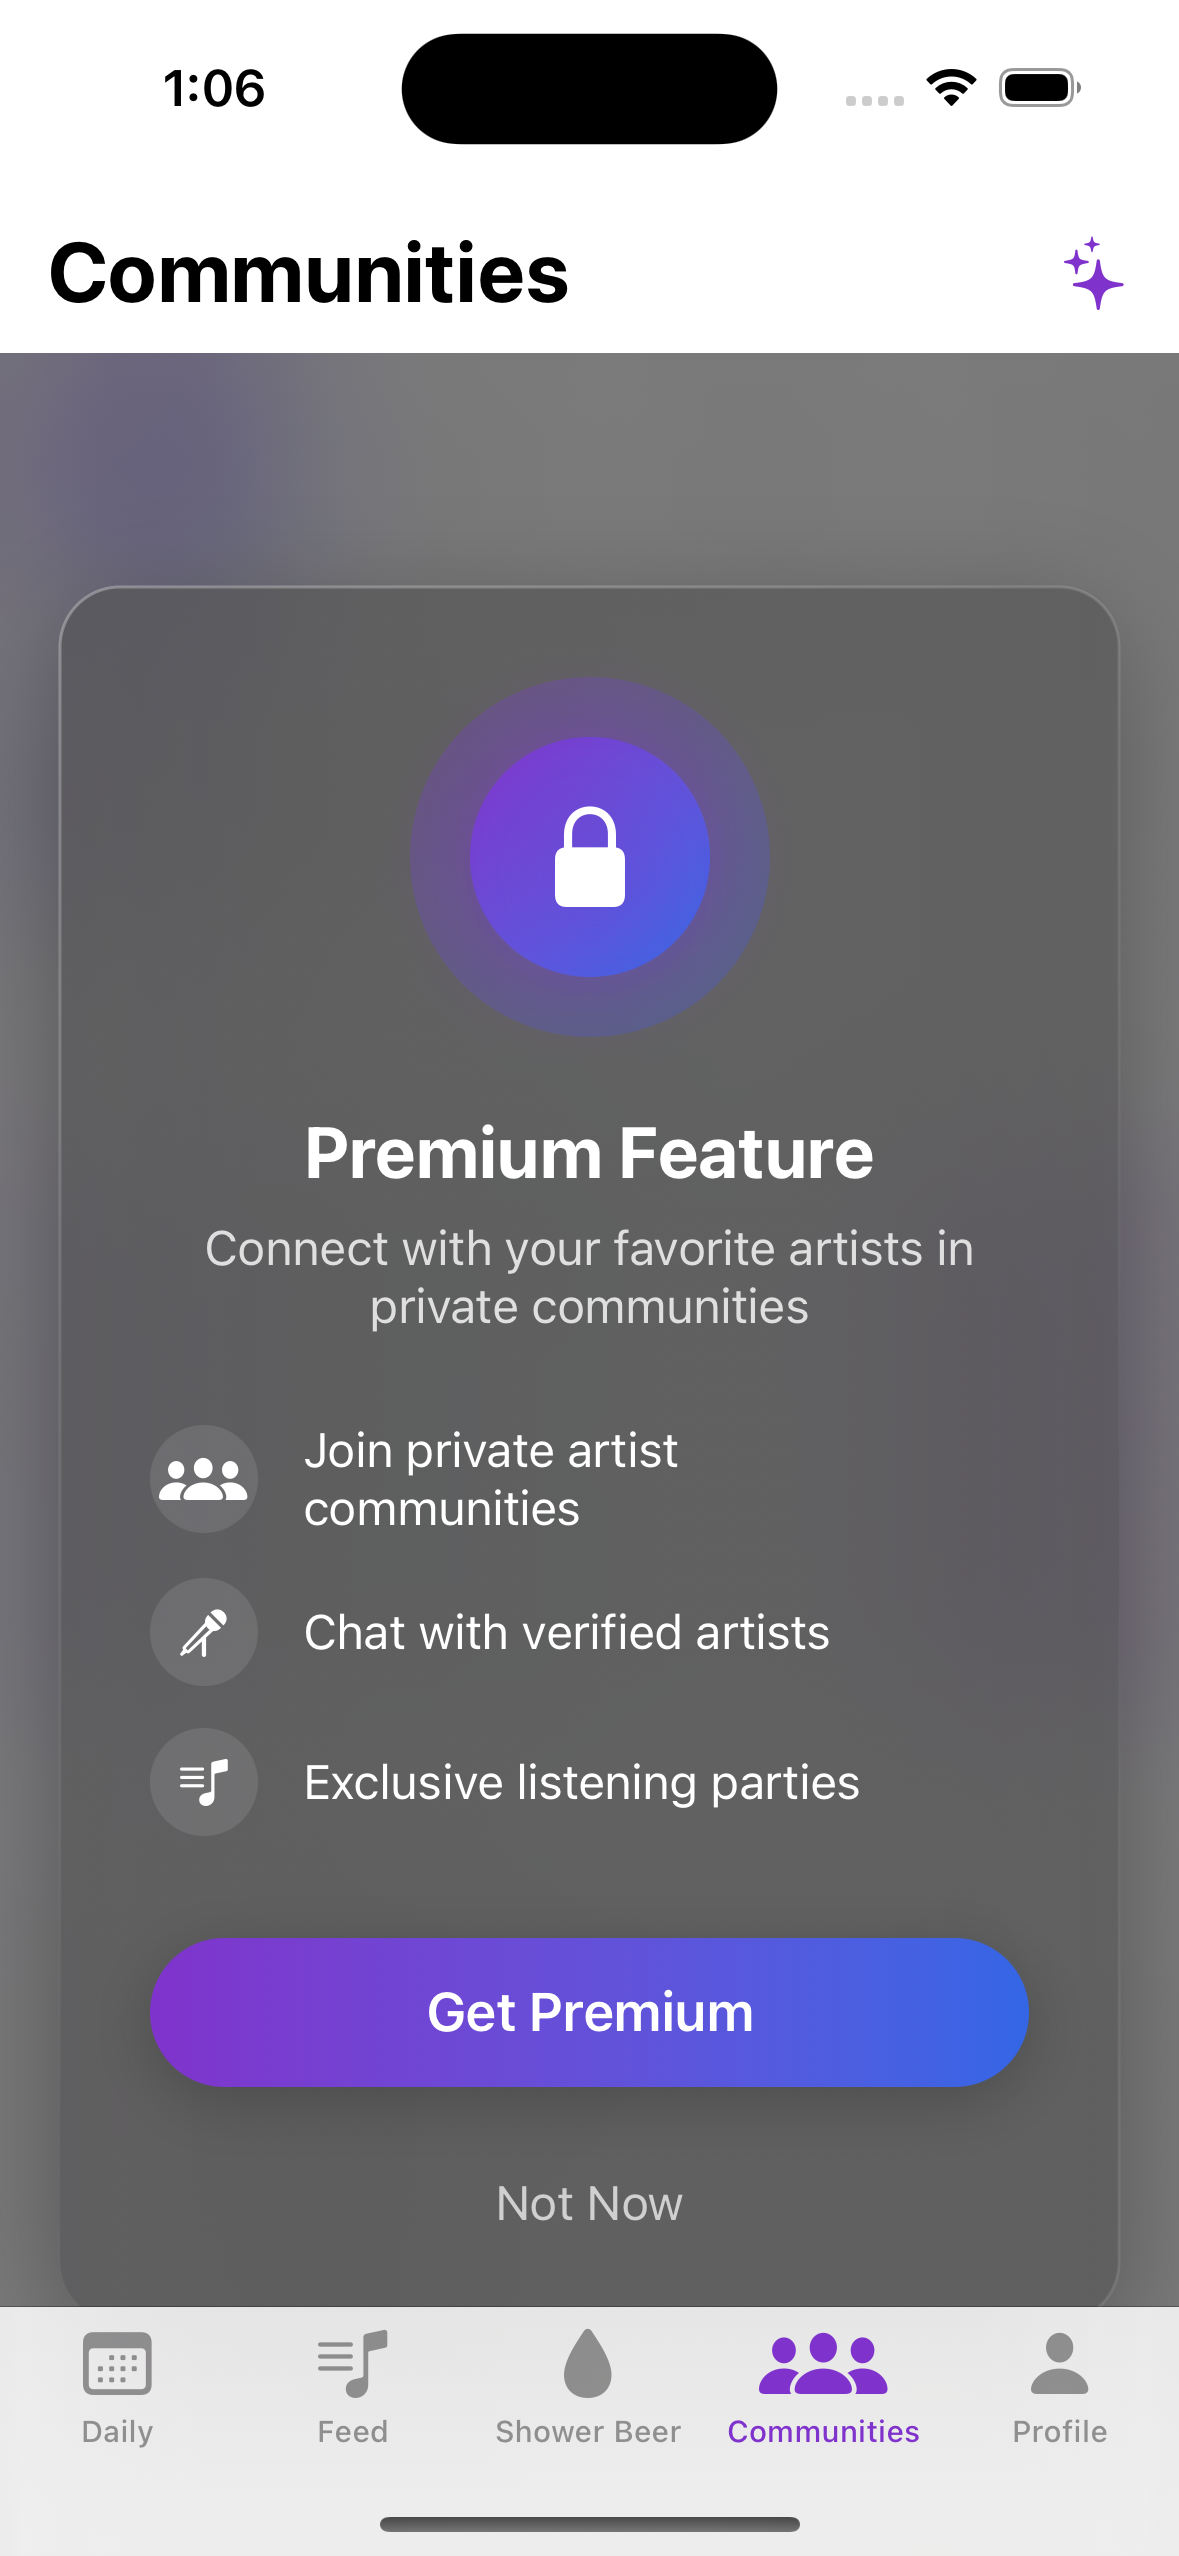 1:06
Communities
Premium Feature
Connect with your favorite artists in
private communities
Join private artist
communities
Chat with verified artists
Exclusive listening parties
Get Premium
Not Now
Daily
Feed
Shower Beer
Communities
Profile